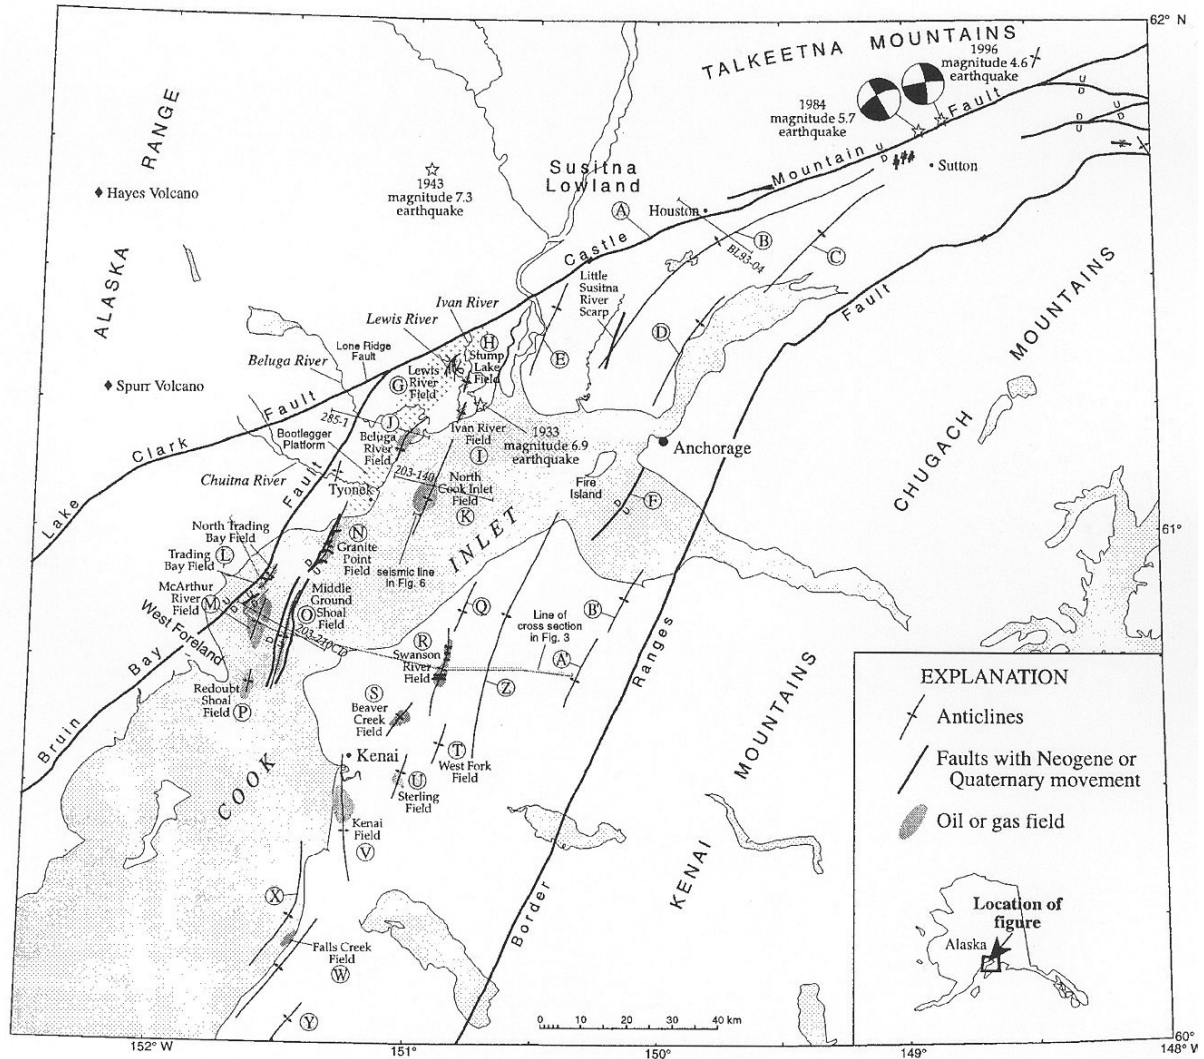 62° N
TALKEETNA MOUNTAINS
1996
magnitude 4.6
earthquake
1984
magnitude 5.7
earthquake
U
D
U
D
D
U
ALASKA RANGE
Hayes Volcano
1943
magnitude 7.3
earthquake
Susitna
Lowland
Castle Mountain Fault
U
D
Sutton
Houston
A
B
BL93-04
C
Little
Susitna
River
Scarp
Ivan River
Lewis River
Lone Ridge
Fault
Beluga River
Spurr Volcano
H
Stump
Lake
Field
E
D
G
Lewis
River
Field
Lake Clark Fault
285-1
J
Beluga
River
Field
Ivan River
Field
I
1933
magnitude 6.9
earthquake
Anchorage
Bootlegger
Platform
Chuitna River
Tyonek
203-140
North
Cook Inlet
Field
K
Fire
Island
D
U
F
CHUGACH MOUNTAINS
61°
North Trading
Bay Field
L
Trading
Bay Field
N
Granite
Point
Field
D
U
seismic line
in Fig. 6
COOK INLET
McArthur
River
Field
M
U
D
U
D
Middle
Ground
Shoal
Field
O
D
U
203-210CD
West Foreland
Bruin Bay Fault
Q
B'
Line of
cross section
in Fig. 3
A'
R
Swanson
River
Field
Z
Redoubt
Shoal
Field
P
S
Beaver
Creek
Field
T
West Fork
Field
Kenai
U
Sterling
Field
Kenai
Field
V
Border Ranges Fault
KENAI MOUNTAINS
X
Falls Creek
Field
W
Y
EXPLANATION
Anticlines
Faults with Neogene or
Quaternary movement
Oil or gas field
Location of
figure
Alaska
0 10 20 30 40 km
60°
152° W
151°
150°
149°
148° W